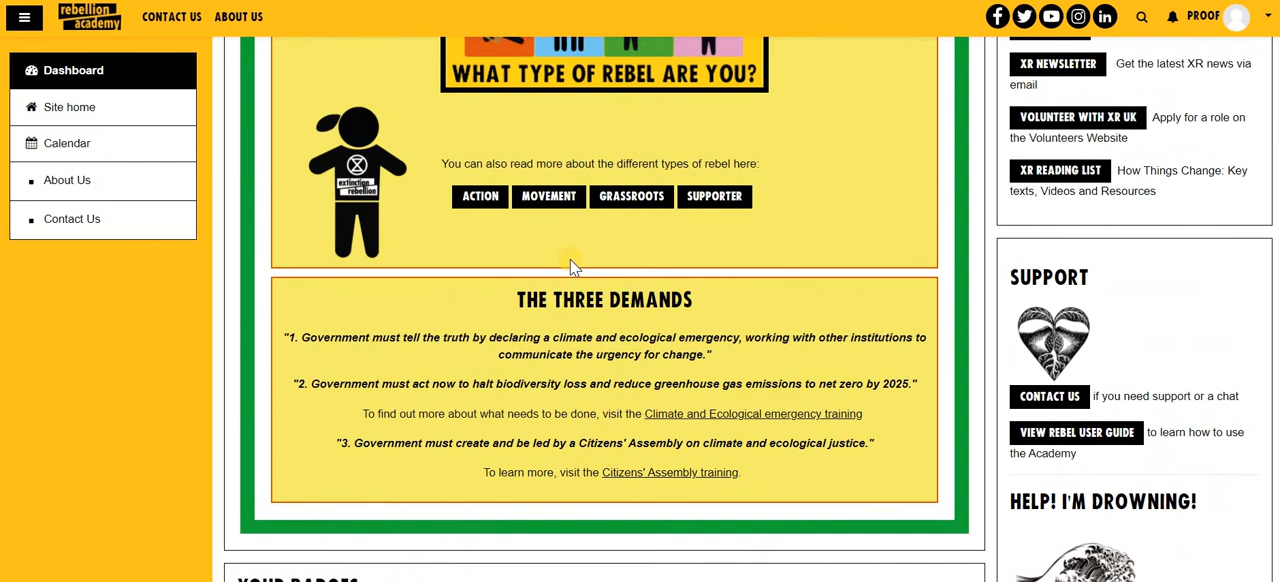 rebellion
academy
CONTACT US
ABOUT US
PROOF
Dashboard
Site home
Calendar
About Us
Contact Us
WHAT TYPE OF REBEL ARE YOU?
extinction
rebellion
You can also read more about the different types of rebel here:
ACTION
MOVEMENT
GRASSROOTS
SUPPORTER
THE THREE DEMANDS
"1. Government must tell the truth by declaring a climate and ecological emergency, working with other institutions to
communicate the urgency for change."
"2. Government must act now to halt biodiversity loss and reduce greenhouse gas emissions to net zero by 2025."
To find out more about what needs to be done, visit the Climate and Ecological emergency training
"3. Government must create and be led by a Citizens' Assembly on climate and ecological justice."
To learn more, visit the Citizens' Assembly training.
YOUR BADGES
XR NEWSLETTER Get the latest XR news via
email
VOLUNTEER WITH XR UK Apply for a role on
the Volunteers Website
XR READING LIST How Things Change: Key
texts, Videos and Resources
SUPPORT
CONTACT US if you need support or a chat
VIEW REBEL USER GUIDE to learn how to use
the Academy
HELP! I'M DROWNING!